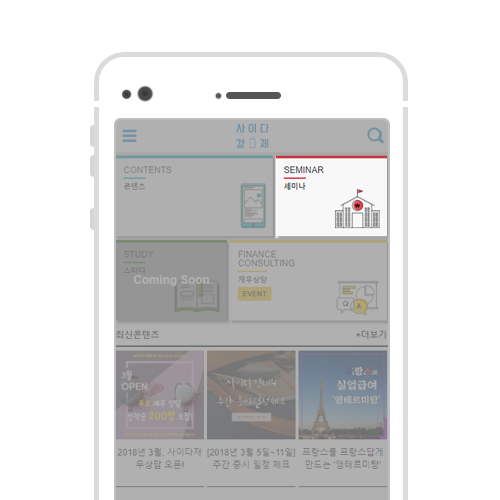 사이다
경제
CONTENTS
콘텐츠
SEMINAR
세미나
STUDY
스터디
Coming Soon
FINANCE
CONSULTING
재무상담
EVENT
최신콘텐츠
+더보기
3월
OPEN
무료 재무 상담
선착순 200명 모집!
사이다경제의
주간 증시 일정 체크
실업급여
'앵테르미탕'
2018년 3월, 사이다재
무상담 오픈!
[2018년 3월 5일~11일]
주간 증시 일정 체크
프랑스를 프랑스답게
만드는 '앵테르미탕'